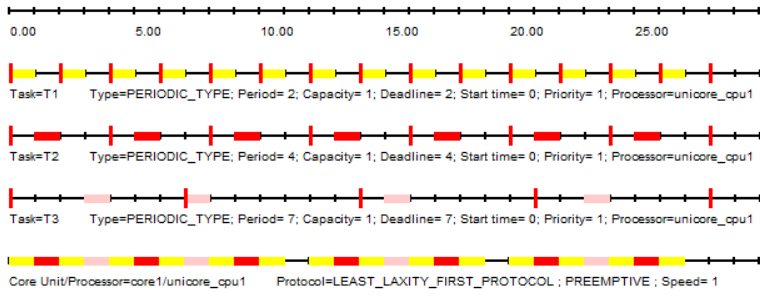 0.00 5.00 10.00 15.00 20.00 25.00
Task=T1 Type=PERIODIC_TYPE; Period= 2; Capacity= 1; Deadline= 2; Start time= 0; Priority= 1; Processor=unicore_cpu1
Task=T2 Type=PERIODIC_TYPE; Period= 4; Capacity= 1; Deadline= 4; Start time= 0; Priority= 1; Processor=unicore_cpu1
Task=T3 Type=PERIODIC_TYPE; Period= 7; Capacity= 1; Deadline= 7; Start time= 0; Priority= 1; Processor=unicore_cpu1
Core Unit/Processor=core1/unicore_cpu1 Protocol=LEAST_LAXITY_FIRST_PROTOCOL ; PREEMPTIVE ; Speed= 1